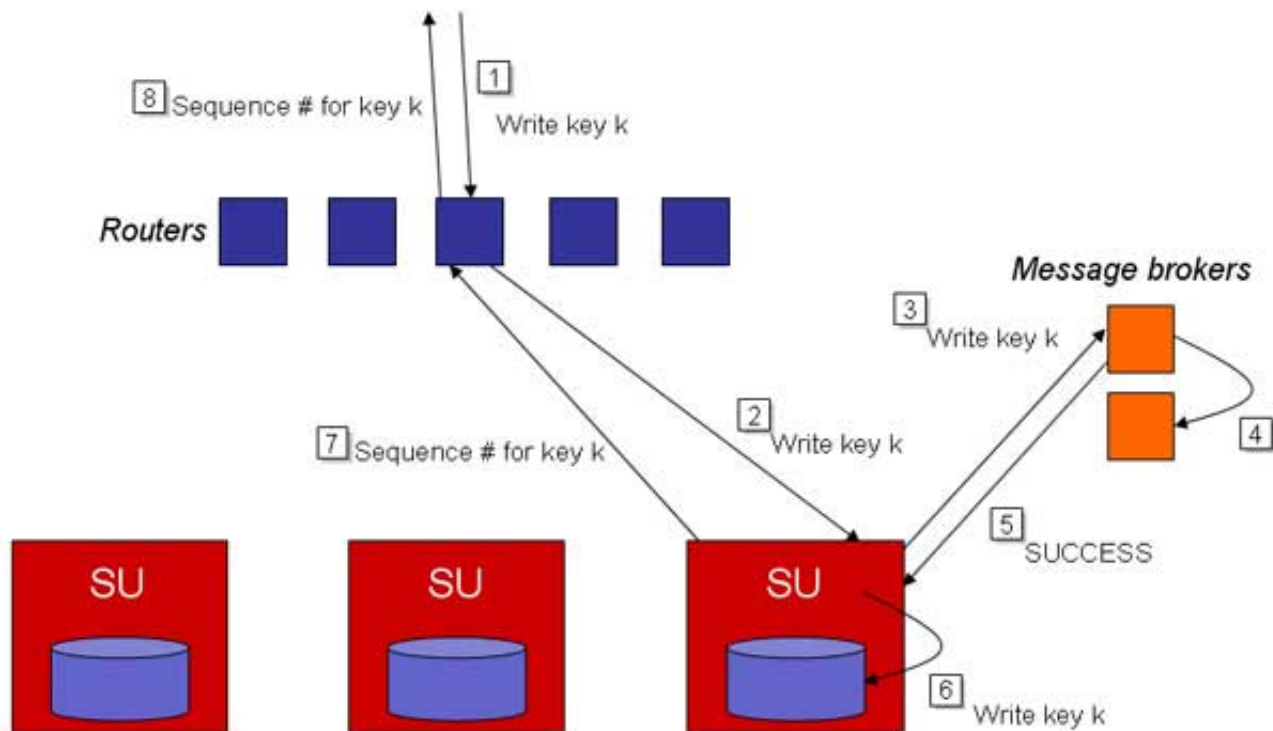 1
8
Sequence # for key k
Write key k
Routers
Message brokers
3
Write key k
2
Write key k
7
Sequence # for key k
4
5
SUCCESS
SU
SU
SU
6
Write key k